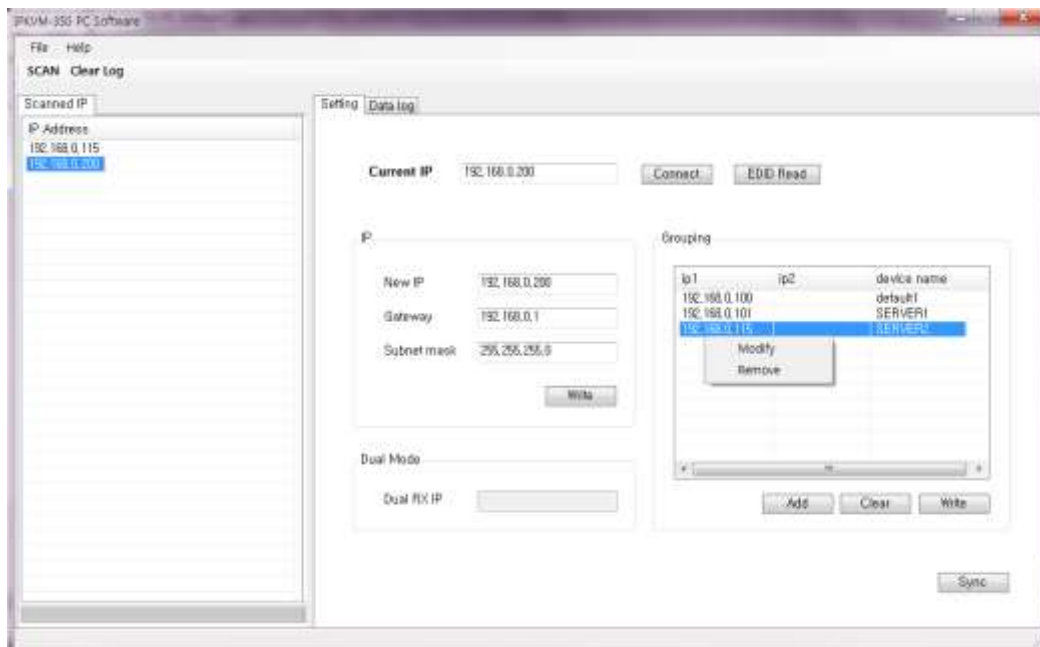 IPKVM-350 PC Software
File Help
SCAN Clear Log
Scanned IP
IP Address
192.168.0.115
192.168.0.200
Setting Data log
Current IP 192.168.0.200 Connect EDID Read
IP
New IP 192.168.0.200
Gateway 192.168.0.1
Subnet mask 255.255.255.0
Write
Dual Mode
Dual RX IP
Grouping
ip1 ip2 device name
192.168.0.100 default1
192.168.0.101 SERVER1
192.168.0.115 SERVER2
Modify
Remove
Add Clear Write
Sync